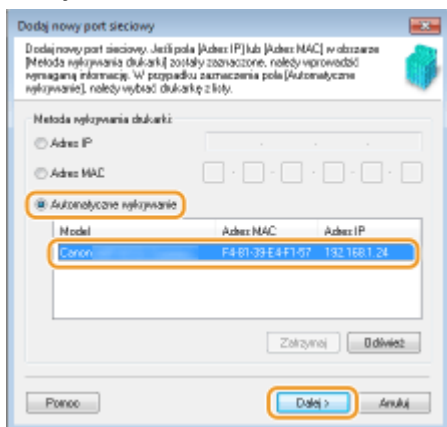 Dodaj nowy port sieciowy
Dodaj nowy port sieciowy. Jeśli pola [Adres IP] lub [Adres MAC] w obszarze
[Metoda wykrywania drukarki] zostały zaznaczone, należy wprowadzić
wymaganą informację. W przypadku zaznaczenia pola [Automatyczne
wykrywanie], należy wybrać drukarkę z listy.
Metoda wykrywania drukarki:
Adres IP
Adres MAC
Automatyczne wykrywanie
Model Adres MAC Adres IP
Canon F4-81-39-E4-F1-57 192.168.1.24
Zatrzymaj Odśwież
Pomoc Dalej > Anuluj